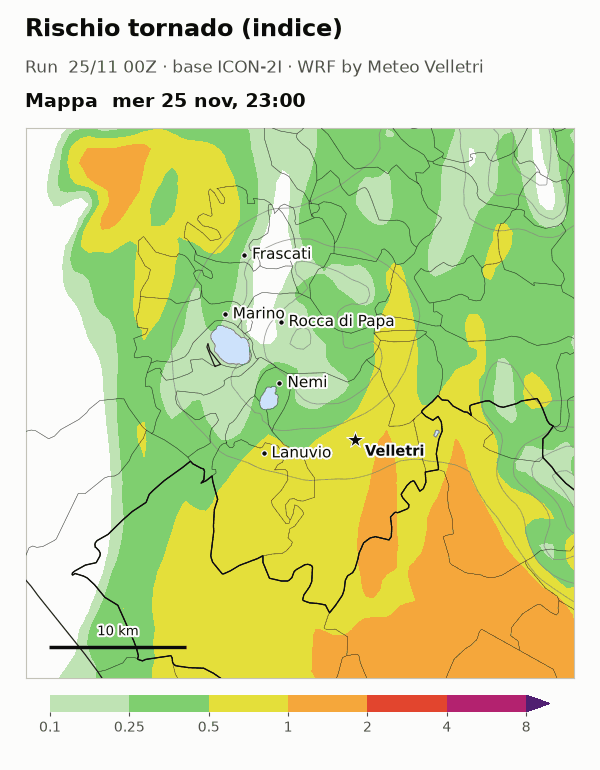 Rischio tornado (indice)
Run  25/11 00Z · base ICON-2I · WRF by Meteo Velletri
Mappa  mer 25 nov, 23:00
Frascati
Marino
Rocca di Papa
Nemi
Velletri
Lanuvio
10 km
0.1 0.25 0.5 1 2 4 8